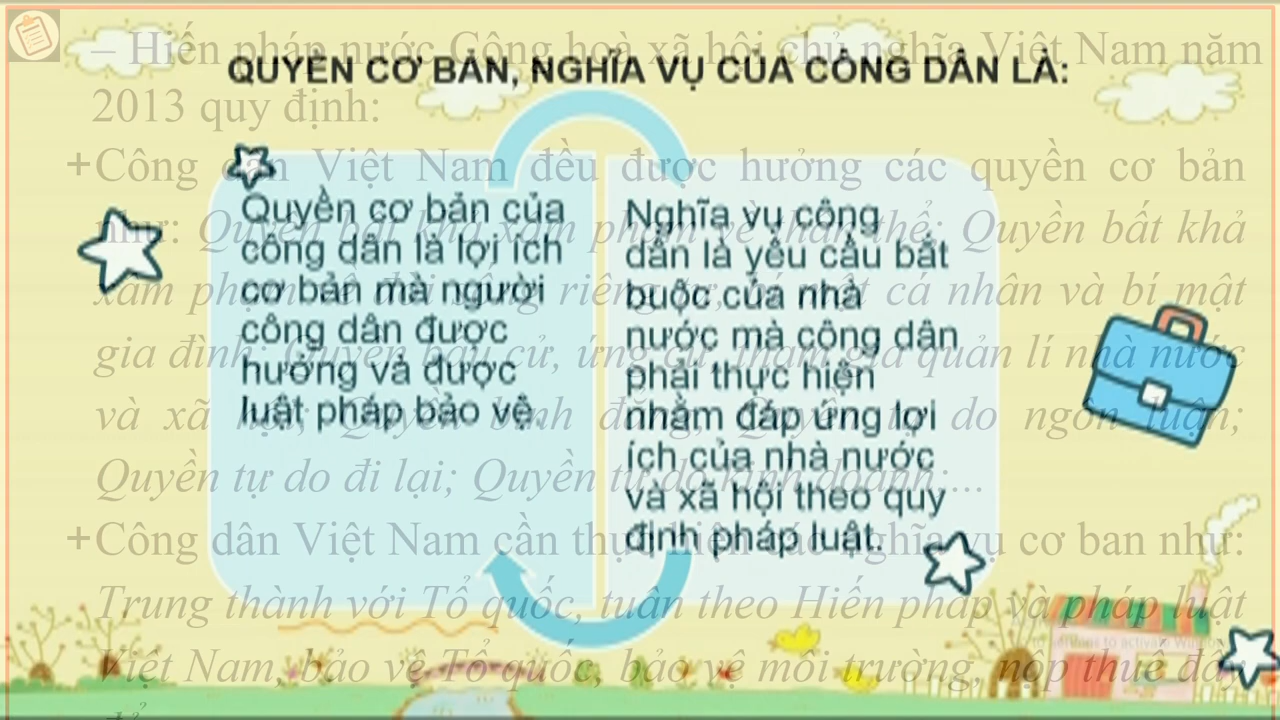 – Hiến pháp nước Cộng hoà xã hội chủ nghĩa Việt Nam năm
2013 quy định:
+Công dân Việt Nam đều được hưởng các quyền cơ bản
như: Quyền bất khả xâm phạm về thân thể; Quyền bất khả
xâm phạm về đời sống riêng tư, bí mật cá nhân và bí mật
gia đình; Quyền bầu cử, ứng cử, tham gia quản lí nhà nước
và xã hội; Quyền bình đẳng; Quyền tự do ngôn luận;
Quyền tự do đi lại; Quyền tự do kinh doanh;...
+Công dân Việt Nam cần thực hiện các nghĩa vụ cơ ban như:
Trung thành với Tổ quốc, tuân theo Hiến pháp và pháp luật
Việt Nam, bảo vệ Tổ quốc, bảo vệ môi trường, nộp thuế đầy
QUYỀN CƠ BẢN, NGHĨA VỤ CỦA CÔNG DÂN LÀ:
Quyền cơ bản của
công dân là lợi ích
cơ bản mà người
công dân được
hưởng và được
luật pháp bảo vệ.
Nghĩa vụ công
dân là yêu cầu bắt
buộc của nhà
nước mà công dân
phải thực hiện
nhằm đáp ứng lợi
ích của nhà nước
và xã hội theo quy
định pháp luật.